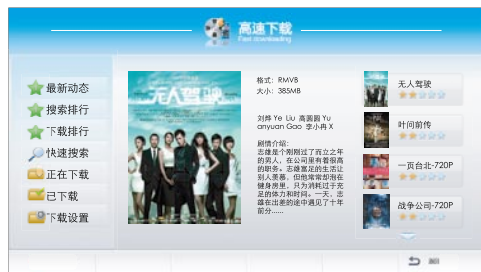 高速下载
Fast downloading
最新动态
搜索排行
下载排行
快速搜索
正在下载
已下载
下载设置
无人驾驶
格式：RMVB
大小：385MB
刘烨 Ye Liu 高圆圆 Yu
anyuan Gao 李小冉 X
剧情介绍：
志雄是个刚刚过了而立之年
的男人，在公司里有着很高
的职务。志雄富足的生活让
别人羡慕，但他常常却泡在
健身房里，只为消耗过于充
足的体力和时间。一天，志
雄在出差的途中遇见了十年
前分......
无人驾驶
叶问前传
一页台北-720P
战争公司-720P